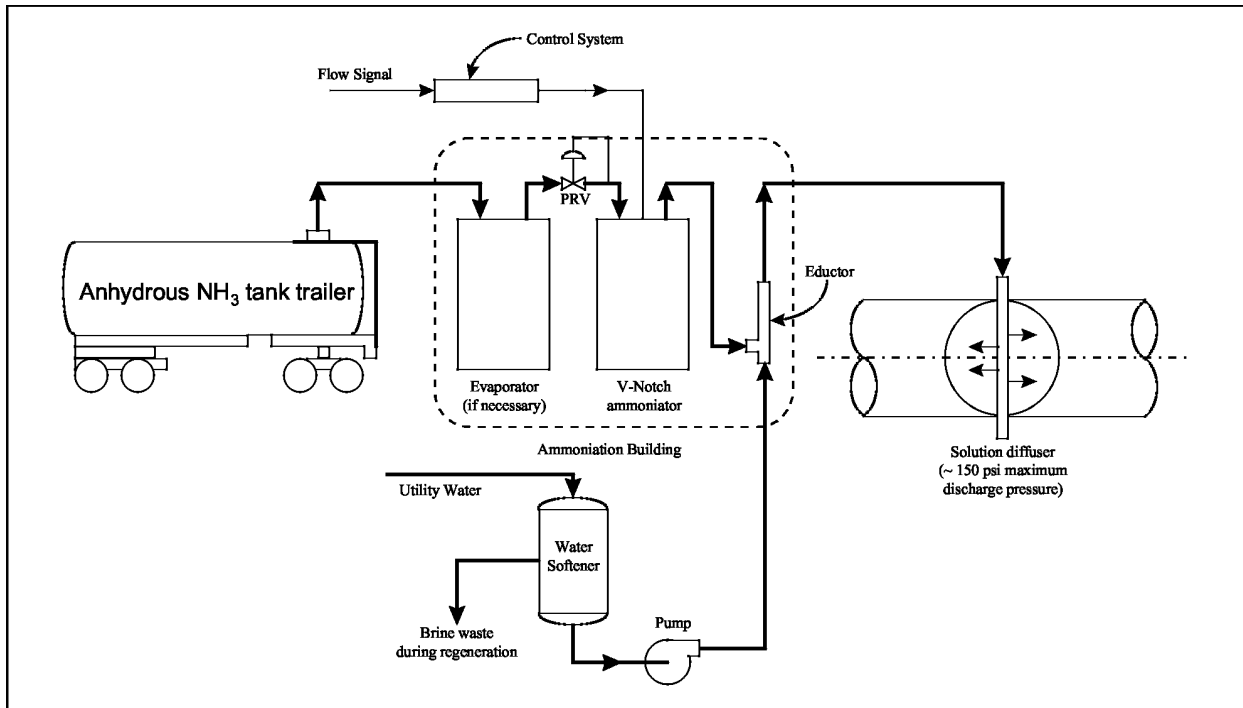 Control System
Flow Signal
PRV
Anhydrous NH₃ tank trailer
Eductor
Evaporator
(if necessary)
V-Notch
ammoniator
Ammoniation Building
Solution diffuser
(~ 150 psi maximum
discharge pressure)
Utility Water
Water
Softener
Pump
Brine waste
during regeneration